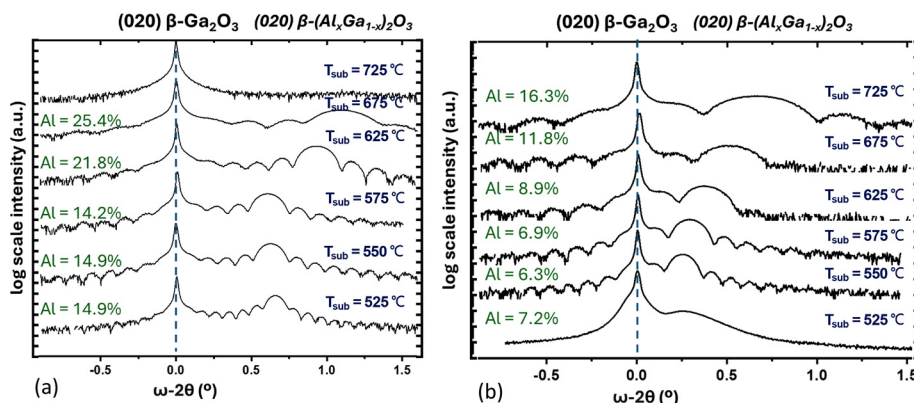 (020) β-Ga₂O₃ (020) β-(AlₓGa₁₋ₓ)₂O₃
log scale intensity (a.u.)
Tsub = 725 °C
Tsub = 675 °C
Al = 25.4%
Tsub = 625 °C
Al = 21.8%
Tsub = 575 °C
Al = 14.2%
Tsub = 550 °C
Al = 14.9%
Tsub = 525 °C
Al = 14.9%
(a)
-0.5 0.0 0.5 1.0 1.5
ω-2θ (º)
(020) β-Ga₂O₃ (020) β-(AlₓGa₁₋ₓ)₂O₃
log scale intensity (a.u.)
Tsub = 725 °C
Al = 16.3%
Tsub = 675 °C
Al = 11.8%
Tsub = 625 °C
Al = 8.9%
Tsub = 575 °C
Al = 6.9%
Tsub = 550 °C
Al = 6.3%
Tsub = 525 °C
Al = 7.2%
(b)
-0.5 0.0 0.5 1.0 1.5
ω-2θ (º)